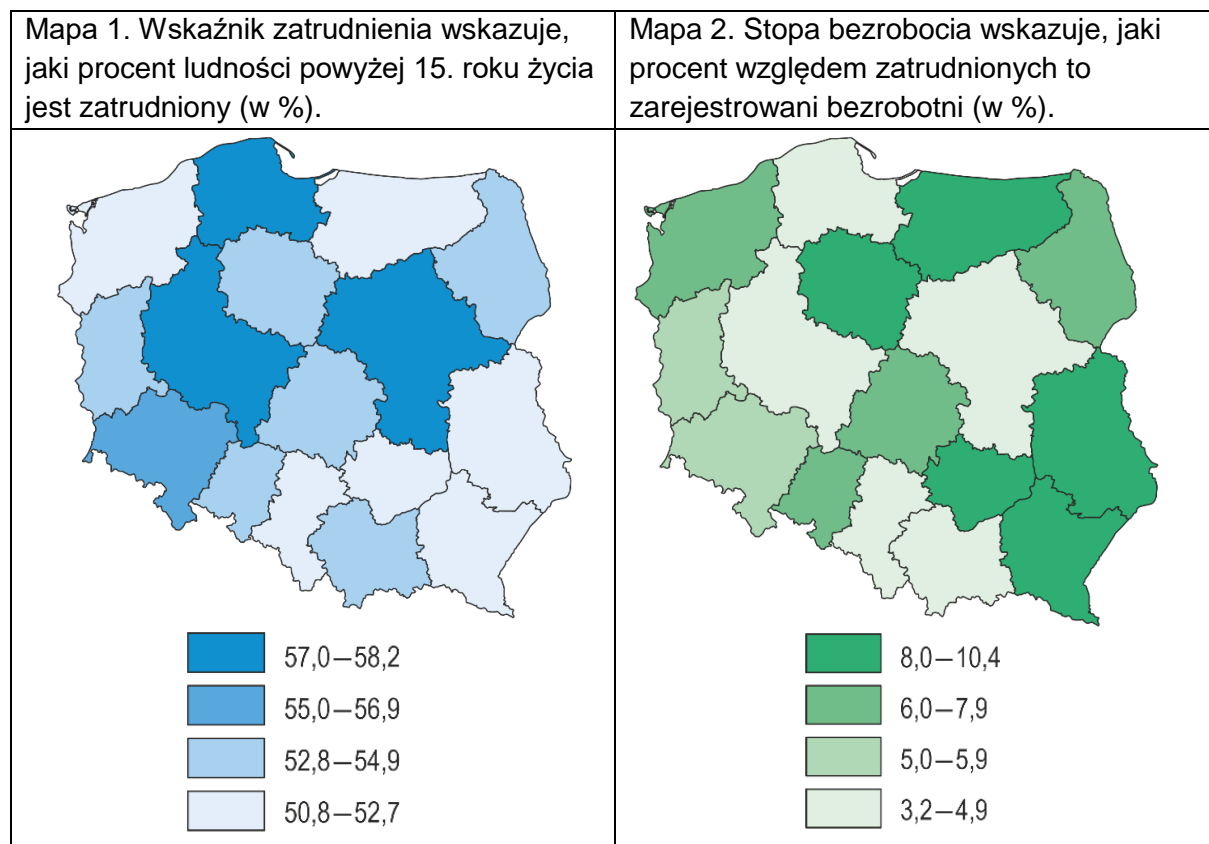 Mapa 1. Wskaźnik zatrudnienia wskazuje,
jaki procent ludności powyżej 15. roku życia
jest zatrudniony (w %).
Mapa 2. Stopa bezrobocia wskazuje, jaki
procent względem zatrudnionych to
zarejestrowani bezrobotni (w %).
57,0–58,2
55,0–56,9
52,8–54,9
50,8–52,7
8,0–10,4
6,0–7,9
5,0–5,9
3,2–4,9